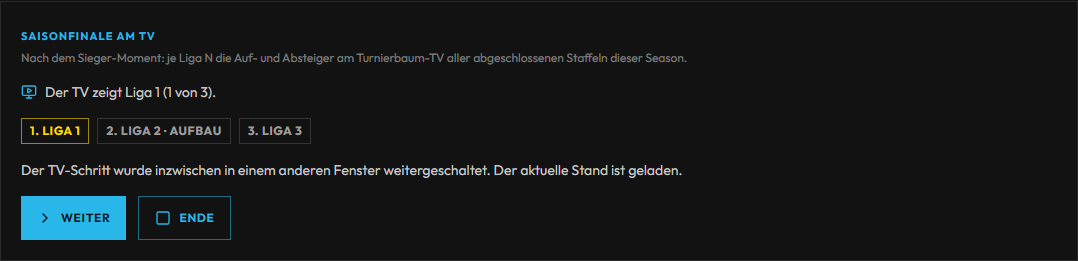 SAISONFINALE AM TV
Nach dem Sieger-Moment: je Liga N die Auf- und Absteiger am Turnierbaum-TV aller abgeschlossenen Staffeln dieser Season.
Der TV zeigt Liga 1 (1 von 3).
1. LIGA 1 2. LIGA 2 · AUFBAU 3. LIGA 3
Der TV-Schritt wurde inzwischen in einem anderen Fenster weitergeschaltet. Der aktuelle Stand ist geladen.
WEITER ENDE